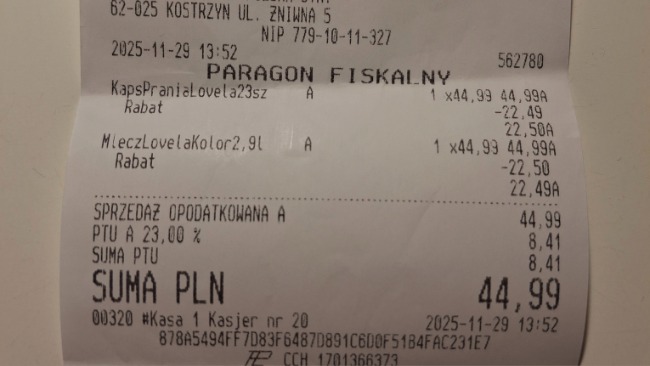 62-025 KOSTRZYN UL. ŻNIWNA 5
NIP 779-10-11-327
2025-11-29 13:52 562780
PARAGON FISKALNY
KapsPraniaLovela23sz A 1 x44,99 44,99A
Rabat -22,49
22,50A
MleczLovelaKolor2,9l A 1 x44,99 44,99A
Rabat -22,50
22,49A
SPRZEDAŻ OPODATKOWANA A 44,99
PTU A 23,00 % 8,41
SUMA PTU 8,41
SUMA PLN 44,99
00320 #Kasa 1 Kasjer nr 20 2025-11-29 13:52
878A5494FF7D83F6487D891C6D0F5184FAC231E7
CCH 1701366373